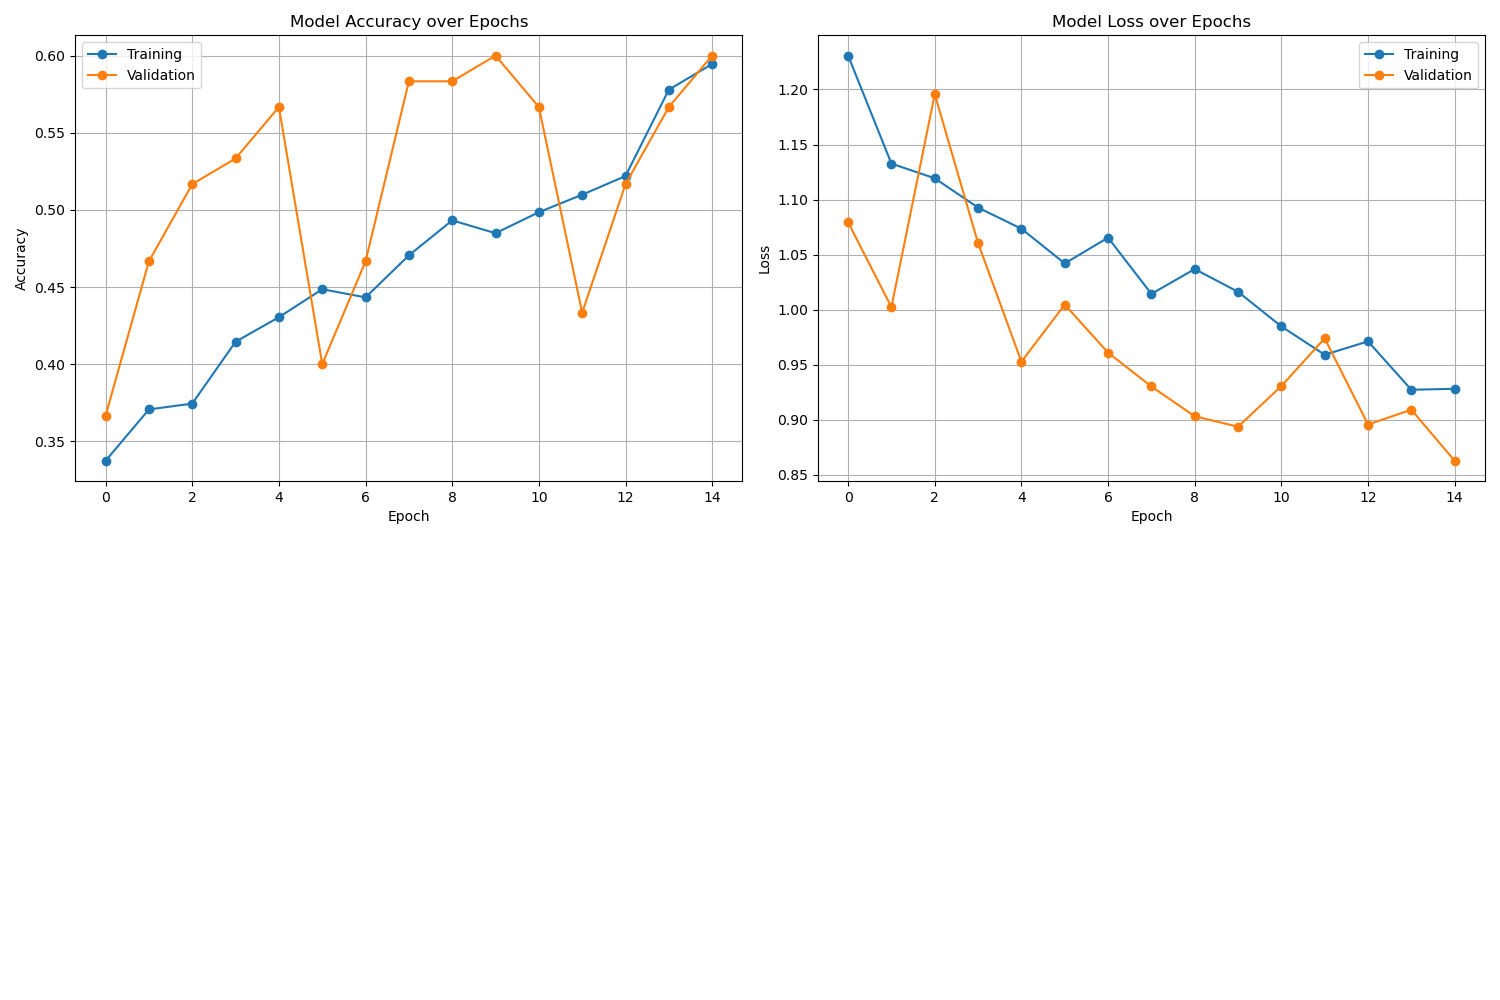 Model Accuracy over Epochs
Training
Validation
0.60
0.55
0.50
0.45
0.40
0.35
Accuracy
0 2 4 6 8 10 12 14
Epoch
Model Loss over Epochs
Training
Validation
1.20
1.15
1.10
1.05
1.00
0.95
0.90
0.85
Loss
0 2 4 6 8 10 12 14
Epoch